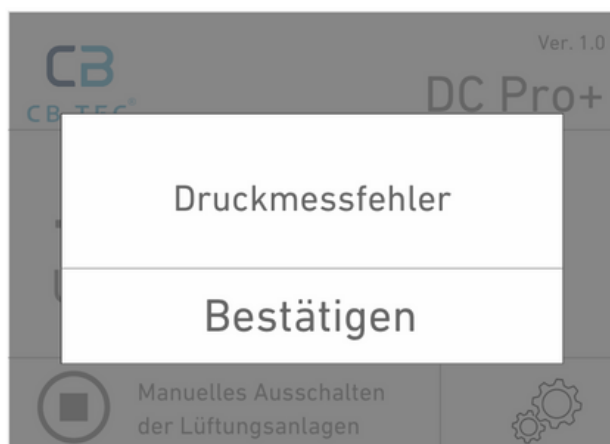 CB
Ver. 1.0
CB TEC®
DC Pro+
Druckmessfehler
Bestätigen
Manuelles Ausschalten
der Lüftungsanlagen